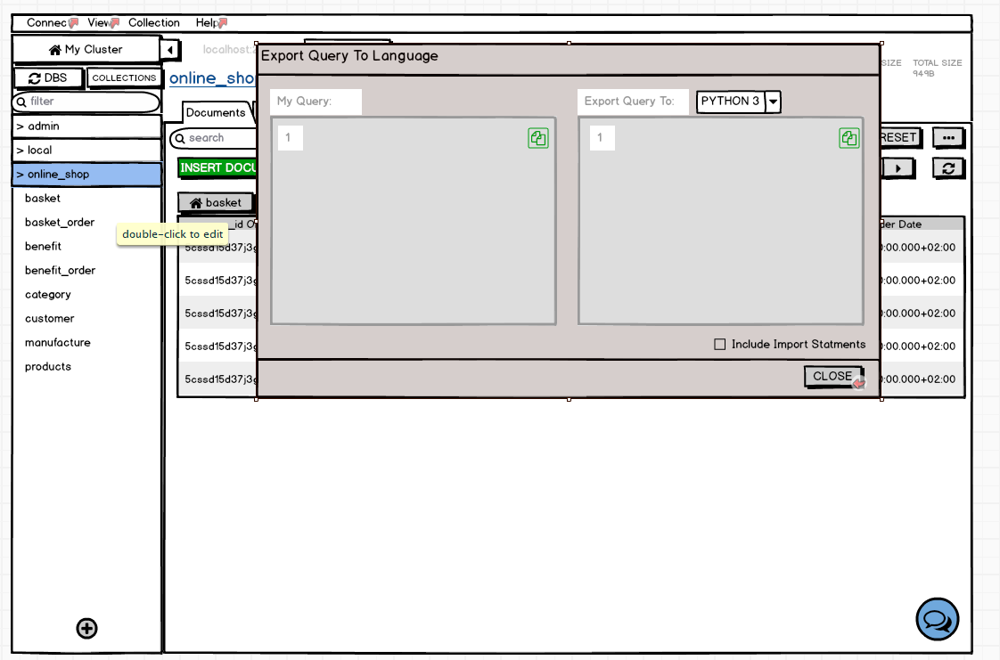 Connec View Collection Help
My Cluster
localhost:
Export Query To Language
SIZE TOTAL SIZE
949B
DBS COLLECTIONS
online_sho
filter
My Query:
Export Query To: PYTHON 3
Documents
> admin
search
1
1
RESET
> local
INSERT DOCU
> online_shop
basket
basket
basket_order
_id O
der Date
double-click to edit
benefit
5cssd15d37j3g
0:00.000+02:00
benefit_order
5cssd15d37j3g
0:00.000+02:00
category
customer
5cssd15d37j3g
0:00.000+02:00
manufacture
5cssd15d37j3g
0:00.000+02:00
Include Import Statments
products
5cssd15d37j3g
0:00.000+02:00
CLOSE